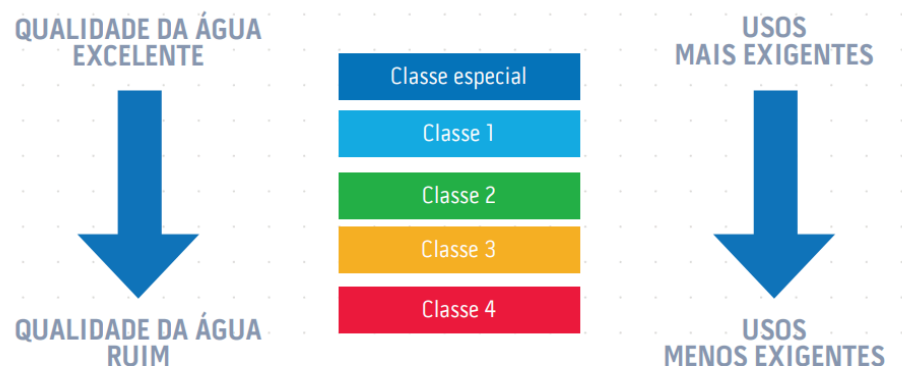 QUALIDADE DA ÁGUA
EXCELENTE
USOS
MAIS EXIGENTES
Classe especial
Classe 1
Classe 2
Classe 3
Classe 4
QUALIDADE DA ÁGUA
RUIM
USOS
MENOS EXIGENTES